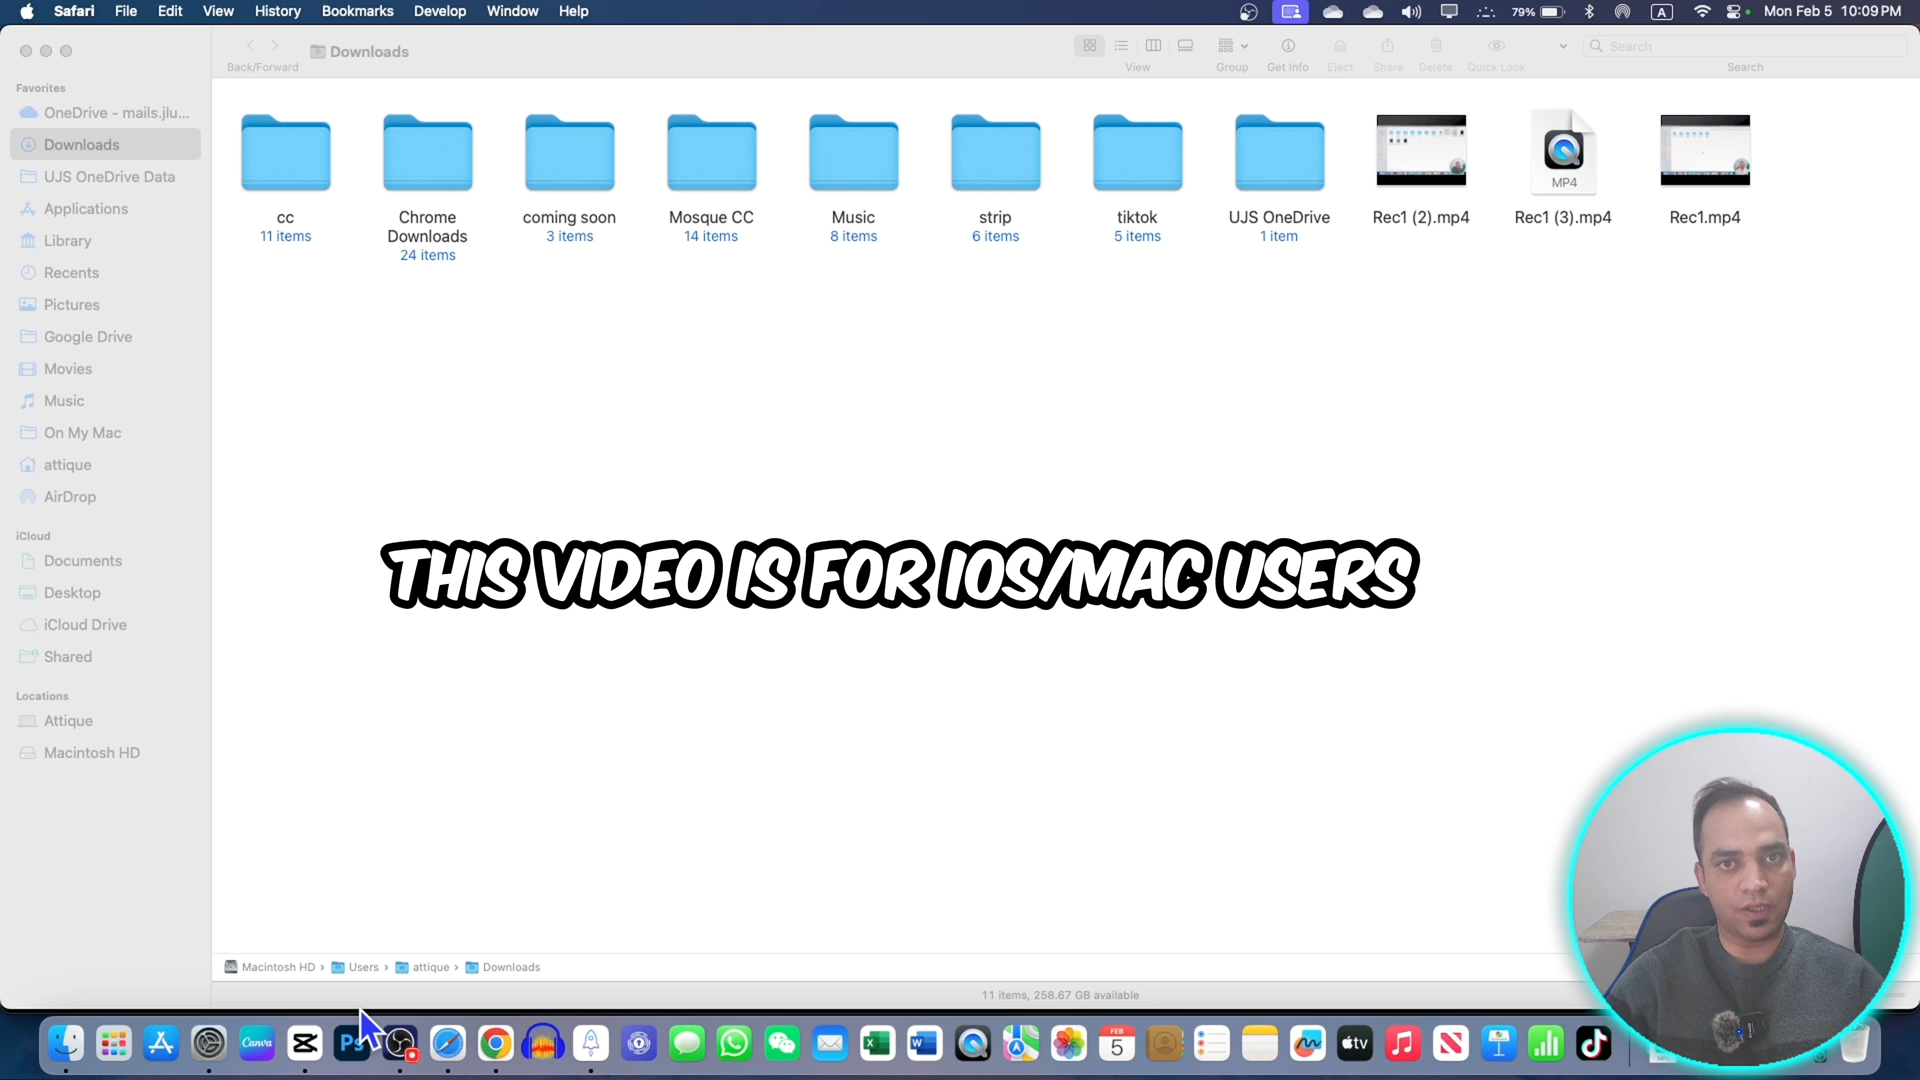 Safari File Edit View History Bookmarks Develop Window Help
79% A Mon Feb 5 10:09 PM
Downloads
Back/Forward View Group Get Info Eject Share Delete Quick Look Search
Search
Favorites
OneDrive - mails.jlu...
Downloads
UJS OneDrive Data
Applications
Library
Recents
Pictures
Google Drive
Movies
Music
On My Mac
attique
AirDrop
iCloud
Documents
Desktop
iCloud Drive
Shared
Locations
Attique
Macintosh HD
cc
11 items
Chrome
Downloads
24 items
coming soon
3 items
Mosque CC
14 items
Music
8 items
strip
6 items
tiktok
5 items
UJS OneDrive
1 item
Rec1 (2).mp4
MP4
Rec1 (3).mp4
Rec1.mp4
THIS VIDEO IS FOR IOS/MAC USERS
Macintosh HD › Users › attique › Downloads
11 items, 258.67 GB available
Canva
Ps
FEB
5
tv